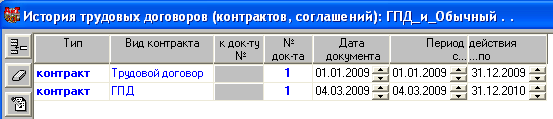 История трудовых договоров (контрактов, соглашений): ГПД_и_Обычный . .
Тип Вид контракта к док-ту № № док-та Дата документа Период действия с... ...по
контракт Трудовой договор 1 01.01.2009 01.01.2009 31.12.2009
контракт ГПД 1 04.03.2009 04.03.2009 31.12.2010